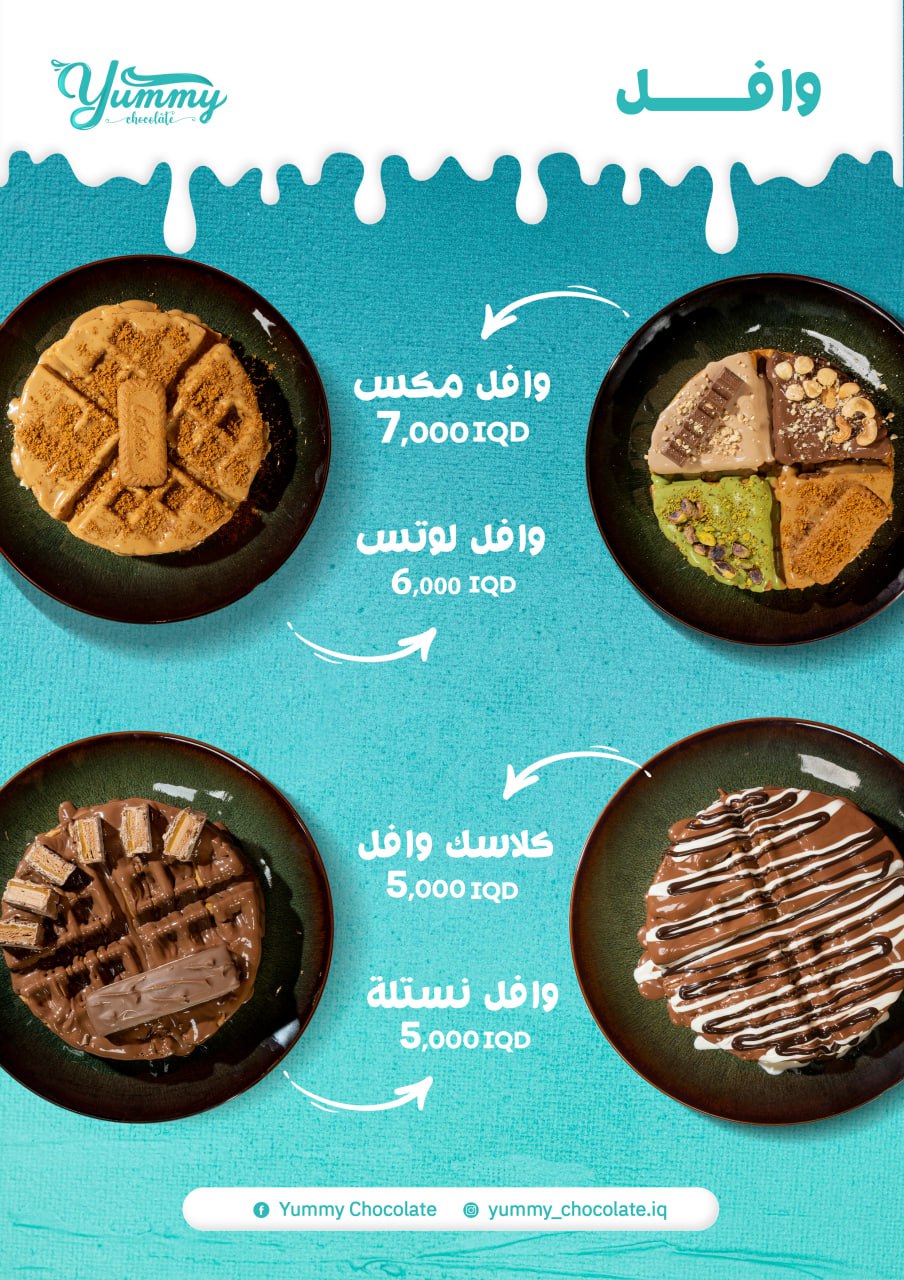 Yummy
chocolate
وافل
وافل مكس
7,000 IQD
وافل لوتس
6,000 IQD
كلاسك وافل
5,000 IQD
وافل نستلة
5,000 IQD
Yummy Chocolate
yummy_chocolate.iq